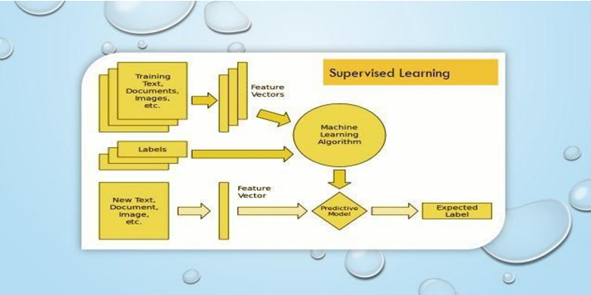 Supervised Learning
Training
Text,
Documents,
Images,
etc.
Feature
Vectors
Machine
Learning
Algorithm
Labels
New Text,
Document,
Image,
etc.
Feature
Vector
Predictive
Model
Expected
Label